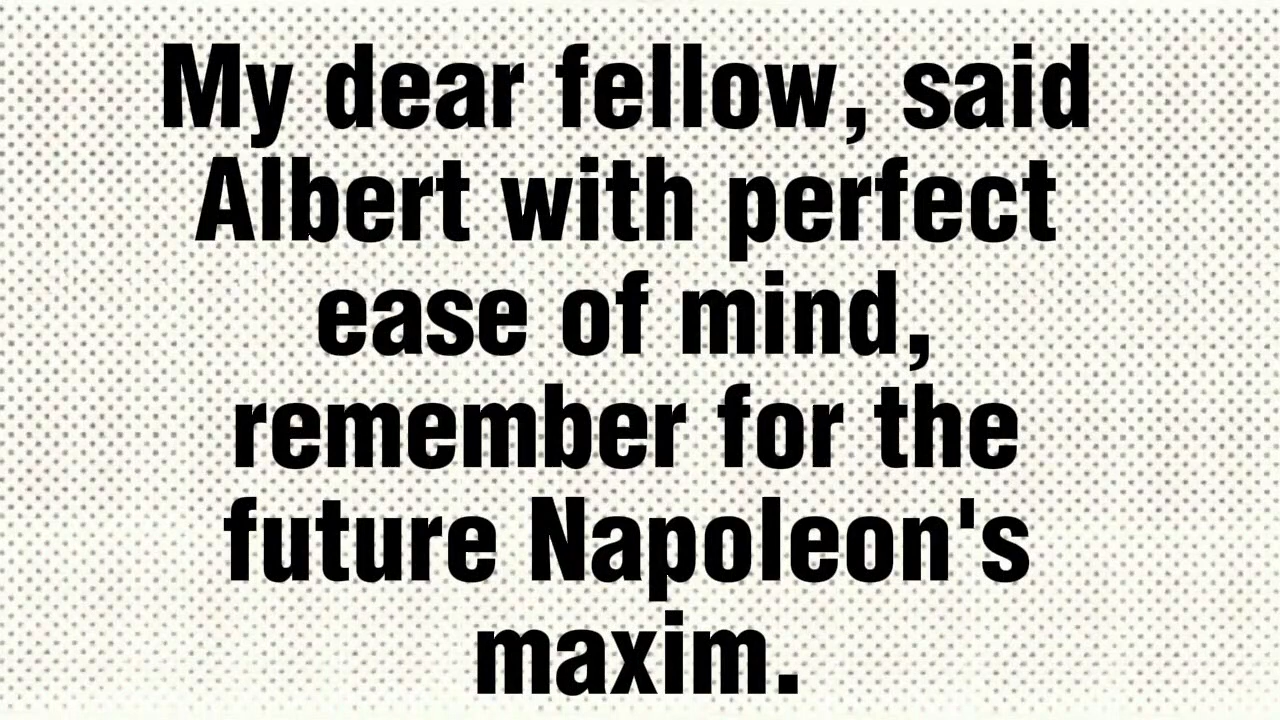 My dear fellow, said
Albert with perfect
ease of mind,
remember for the
future Napoleon's
maxim.